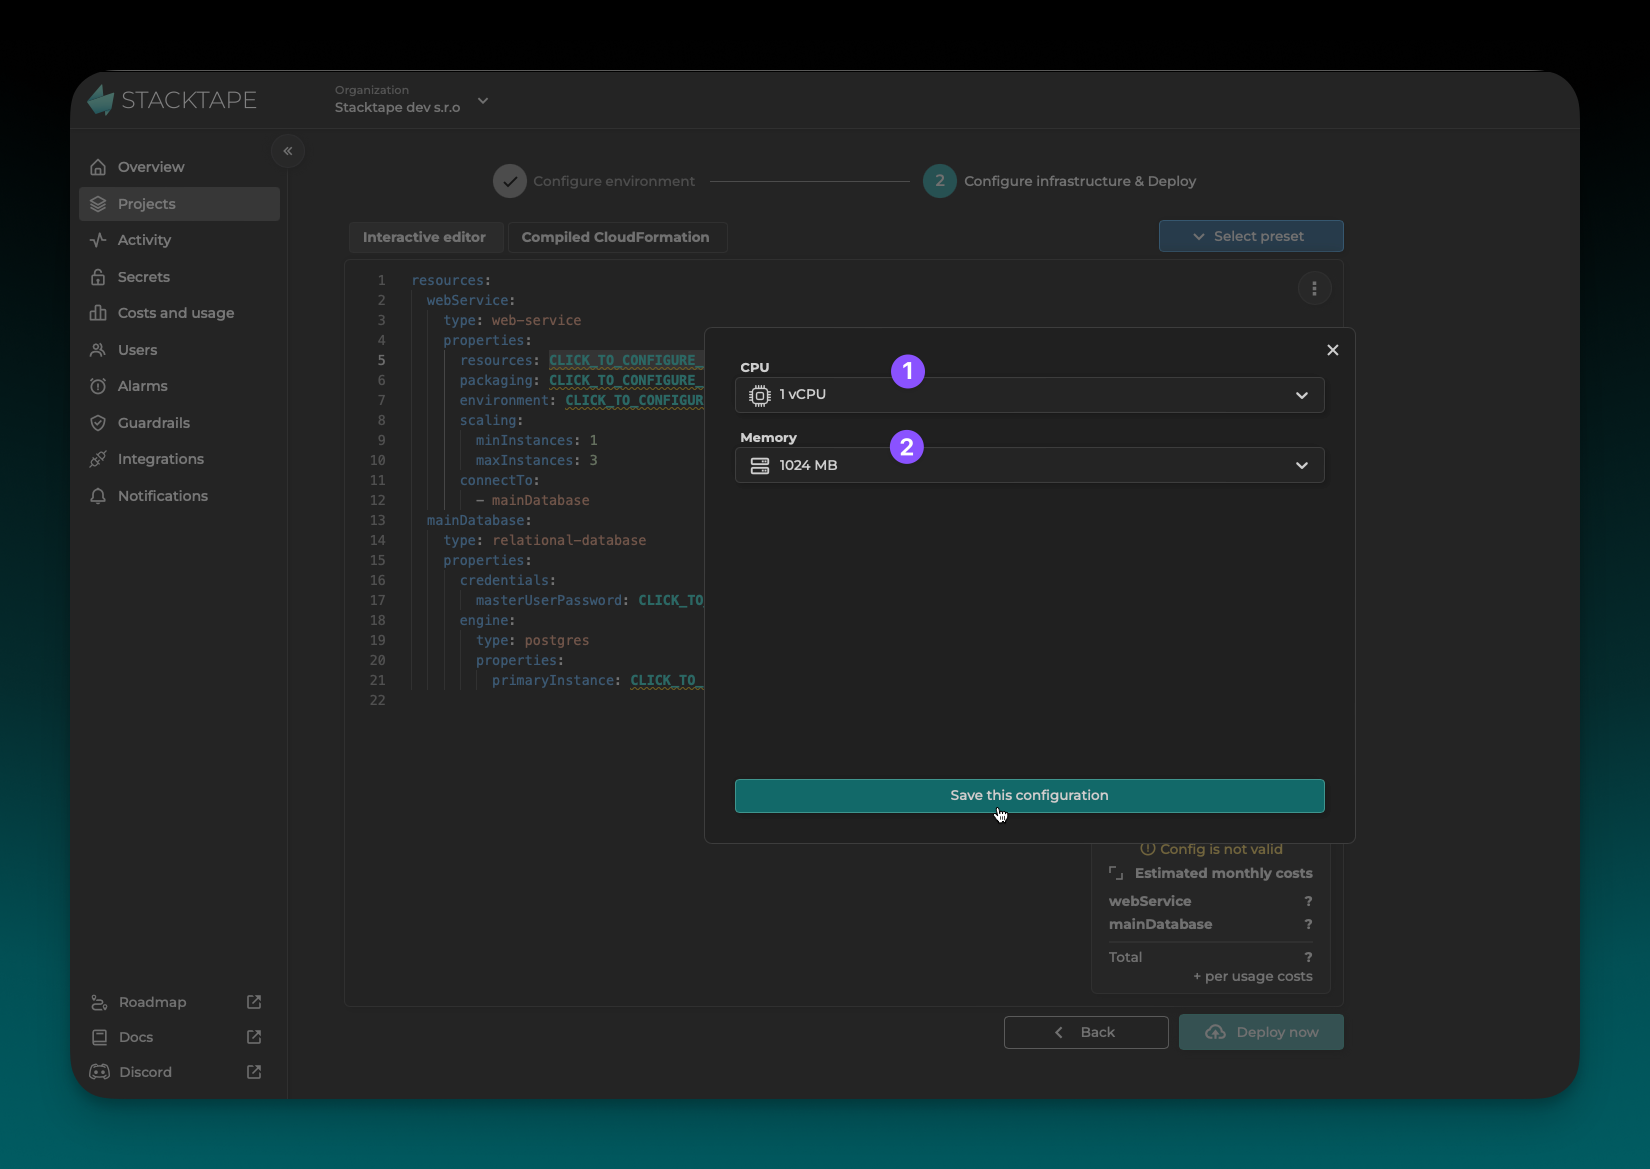 STACKTAPE
Organization
Stacktape dev s.r.o
Overview
Projects
Activity
Secrets
Costs and usage
Users
Alarms
Guardrails
Integrations
Notifications
Roadmap
Docs
Discord
Configure environment
2 Configure infrastructure & Deploy
Interactive editor
Compiled CloudFormation
Select preset
1 resources:
2 webService:
3 type: web-service
4 properties:
5 resources: CLICK_TO_CONFIGURE_
6 packaging: CLICK_TO_CONFIGURE_
7 environment: CLICK_TO_CONFIGUR
8 scaling:
9 minInstances: 1
10 maxInstances: 3
11 connectTo:
12 - mainDatabase
13 mainDatabase:
14 type: relational-database
15 properties:
16 credentials:
17 masterUserPassword: CLICK_TO_
18 engine:
19 type: postgres
20 properties:
21 primaryInstance: CLICK_TO_
22
CPU
1
1 vCPU
Memory
2
1024 MB
Save this configuration
Config is not valid
Estimated monthly costs
webService ?
mainDatabase ?
Total ?
+ per usage costs
Back
Deploy now